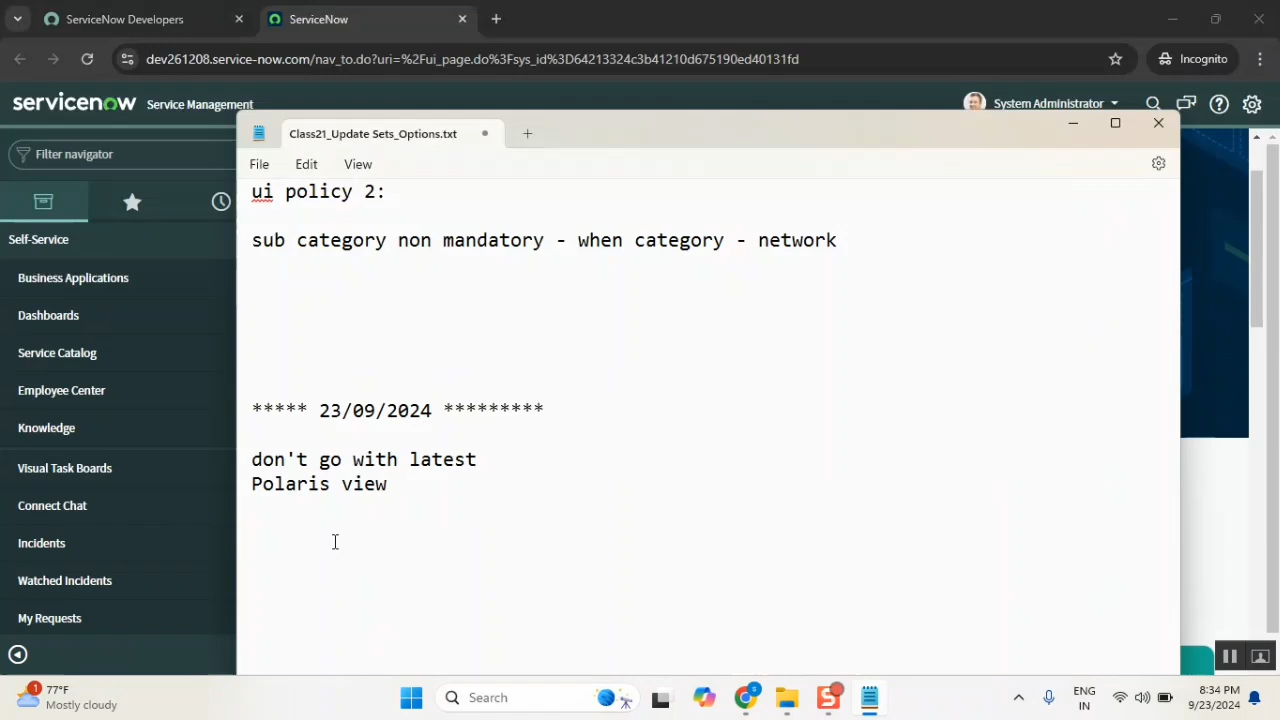 ServiceNow Developers
ServiceNow
dev261208.service-now.com/nav_to.do?uri=%2Fui_page.do%3Fsys_id%3D64213324c3b41210d675190ed40131fd
Incognito
servicenow Service Management
System Administrator
Filter navigator
Self-Service
Business Applications
Dashboards
Service Catalog
Employee Center
Knowledge
Visual Task Boards
Connect Chat
Incidents
Watched Incidents
My Requests
Class21_Update Sets_Options.txt
File Edit View
ui policy 2:
sub category non mandatory - when category - network
***** 23/09/2024 *********
don't go with latest
Polaris view
1
77°F
Mostly cloudy
Search
ENG
IN
8:34 PM
9/23/2024